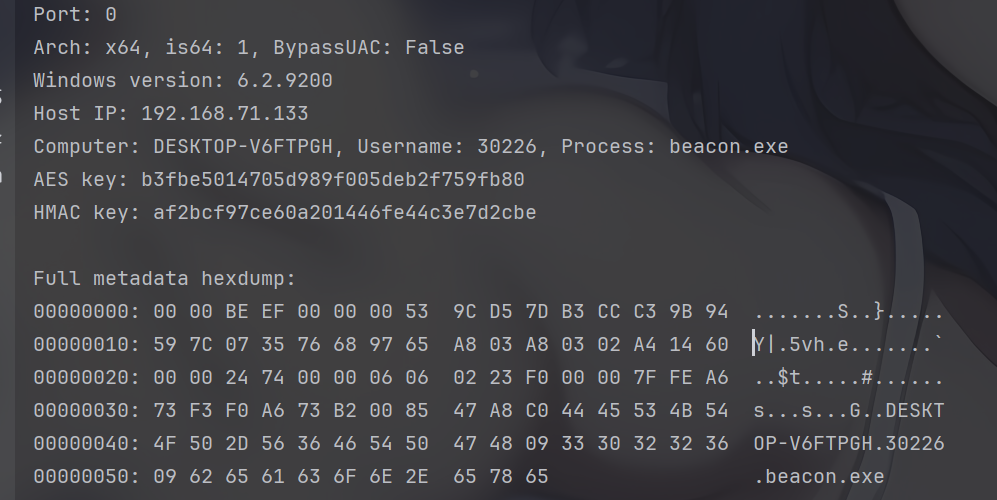 Port: 0
Arch: x64, is64: 1, BypassUAC: False
Windows version: 6.2.9200
Host IP: 192.168.71.133
Computer: DESKTOP-V6FTPGH, Username: 30226, Process: beacon.exe
AES key: b3fbe5014705d989f005deb2f759fb80
HMAC key: af2bcf97ce60a201446fe44c3e7d2cbe
Full metadata hexdump:
00000000: 00 00 BE EF 00 00 00 53  9C D5 7D B3 CC C3 9B 94  .......S..}.....
00000010: 59 7C 07 35 76 68 97 65  A8 03 A8 03 02 A4 14 60  Y|.5vh.e.......`
00000020: 00 00 24 74 00 00 06 06  02 23 F0 00 00 7F FE A6  ..$t.....#......
00000030: 73 F3 F0 A6 73 B2 00 85  47 A8 C0 44 45 53 4B 54  s...s...G..DESKT
00000040: 4F 50 2D 56 36 46 54 50  47 48 09 33 30 32 32 36  OP-V6FTPGH.30226
00000050: 09 62 65 61 63 6F 6E 2E  65 78 65  .beacon.exe